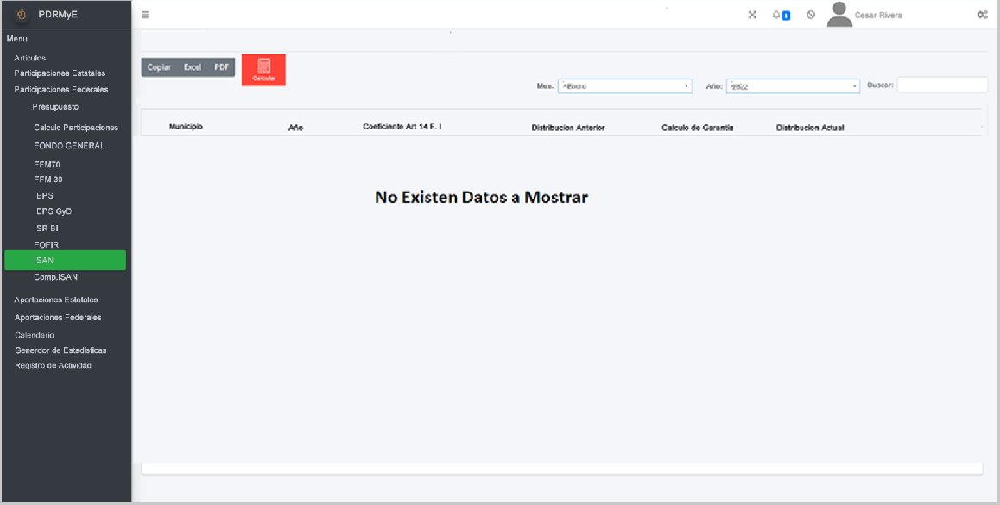 PDRMyE
1
Cesar Rivera
Menu
Articulos
Participaciones Estatales
Participaciones Federales
Presupuesto
Calculo Participaciones
FONDO GENERAL
FFM70
FFM 30
IEPS
IEPS GyD
ISR BI
FOFIR
ISAN
Comp.ISAN
Aportaciones Estatales
Aportaciones Federales
Calendario
Generdor de Estadisticas
Registro de Actividad
Copiar Excel PDF
Calcular
Mes: Enero Año: 2022 Buscar:
Municipio Año Coeficiente Art 14 F. I Distribucion Anterior Calculo de Garantia Distribucion Actual
No Existen Datos a Mostrar